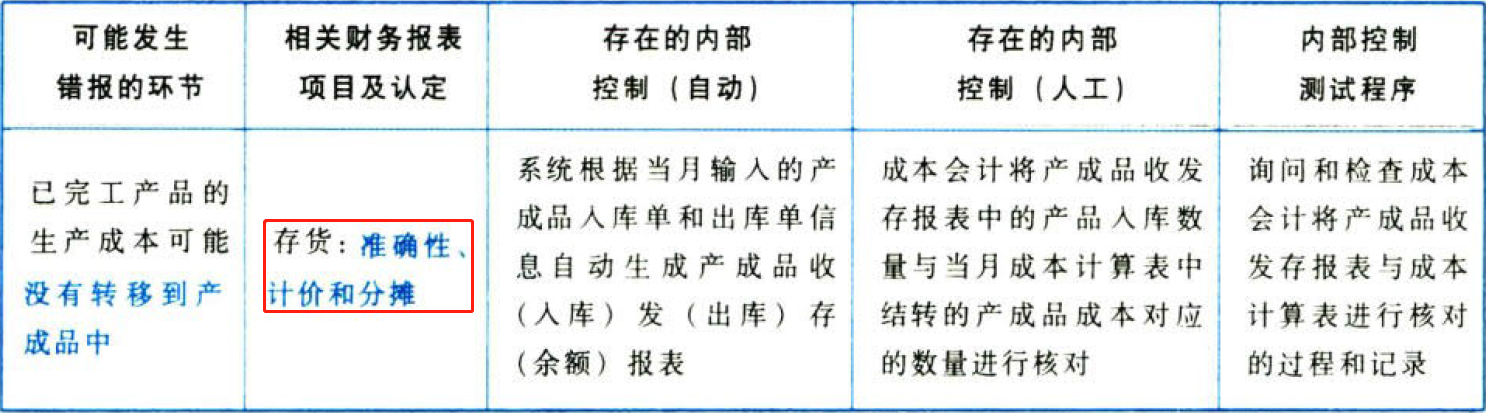 可能发生
错报的环节
相关财务报表
项目及认定
存在的内部
控制（自动）
存在的内部
控制（人工）
内部控制
测试程序
已完工产品的
生产成本可能
没有转移到产
成品中
存货：准确性、
计价和分摊
系统根据当月输入的产
成品入库单和出库单信
息自动生成产成品收
（入库）发（出库）存
（余额）报表
成本会计将产成品收发
存报表中的产品入库数
量与当月成本计算表中
结转的产成品成本对应
的数量进行核对
询问和检查成本
会计将产成品收
发存报表与成本
计算表进行核对
的过程和记录